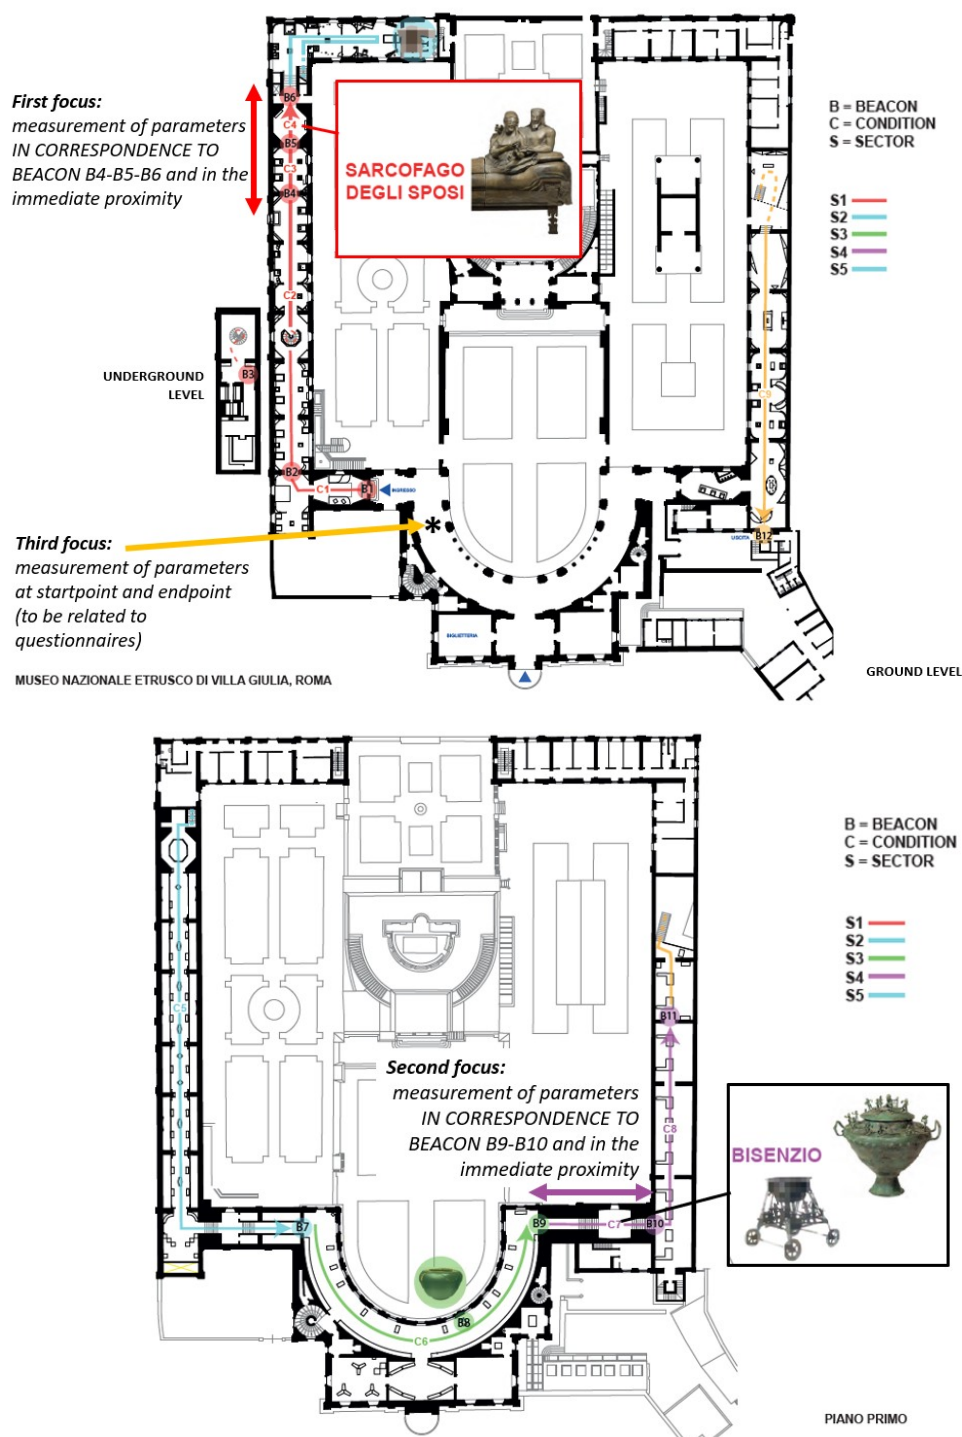 First focus:
measurement of parameters
IN CORRESPONDENCE TO
BEACON B4-B5-B6 and in the
immediate proximity
B6
C4
B5
C3
B4
SARCOFAGO
DEGLI SPOSI
B = BEACON
C = CONDITION
S = SECTOR
S1
S2
S3
S4
S5
C2
UNDERGROUND
LEVEL
B3
C9
B2
C1
B1
INGRESSO
Third focus:
measurement of parameters
at startpoint and endpoint
(to be related to
questionnaires)
*
USCITA
B12
BIGLIETTERIA
MUSEO NAZIONALE ETRUSCO DI VILLA GIULIA, ROMA
GROUND LEVEL
B = BEACON
C = CONDITION
S = SECTOR
S1
S2
S3
S4
S5
C5
B11
Second focus:
measurement of parameters
IN CORRESPONDENCE TO
BEACON B9-B10 and in the
immediate proximity
C8
BISENZIO
B7
B9
C7
B10
B8
C6
PIANO PRIMO